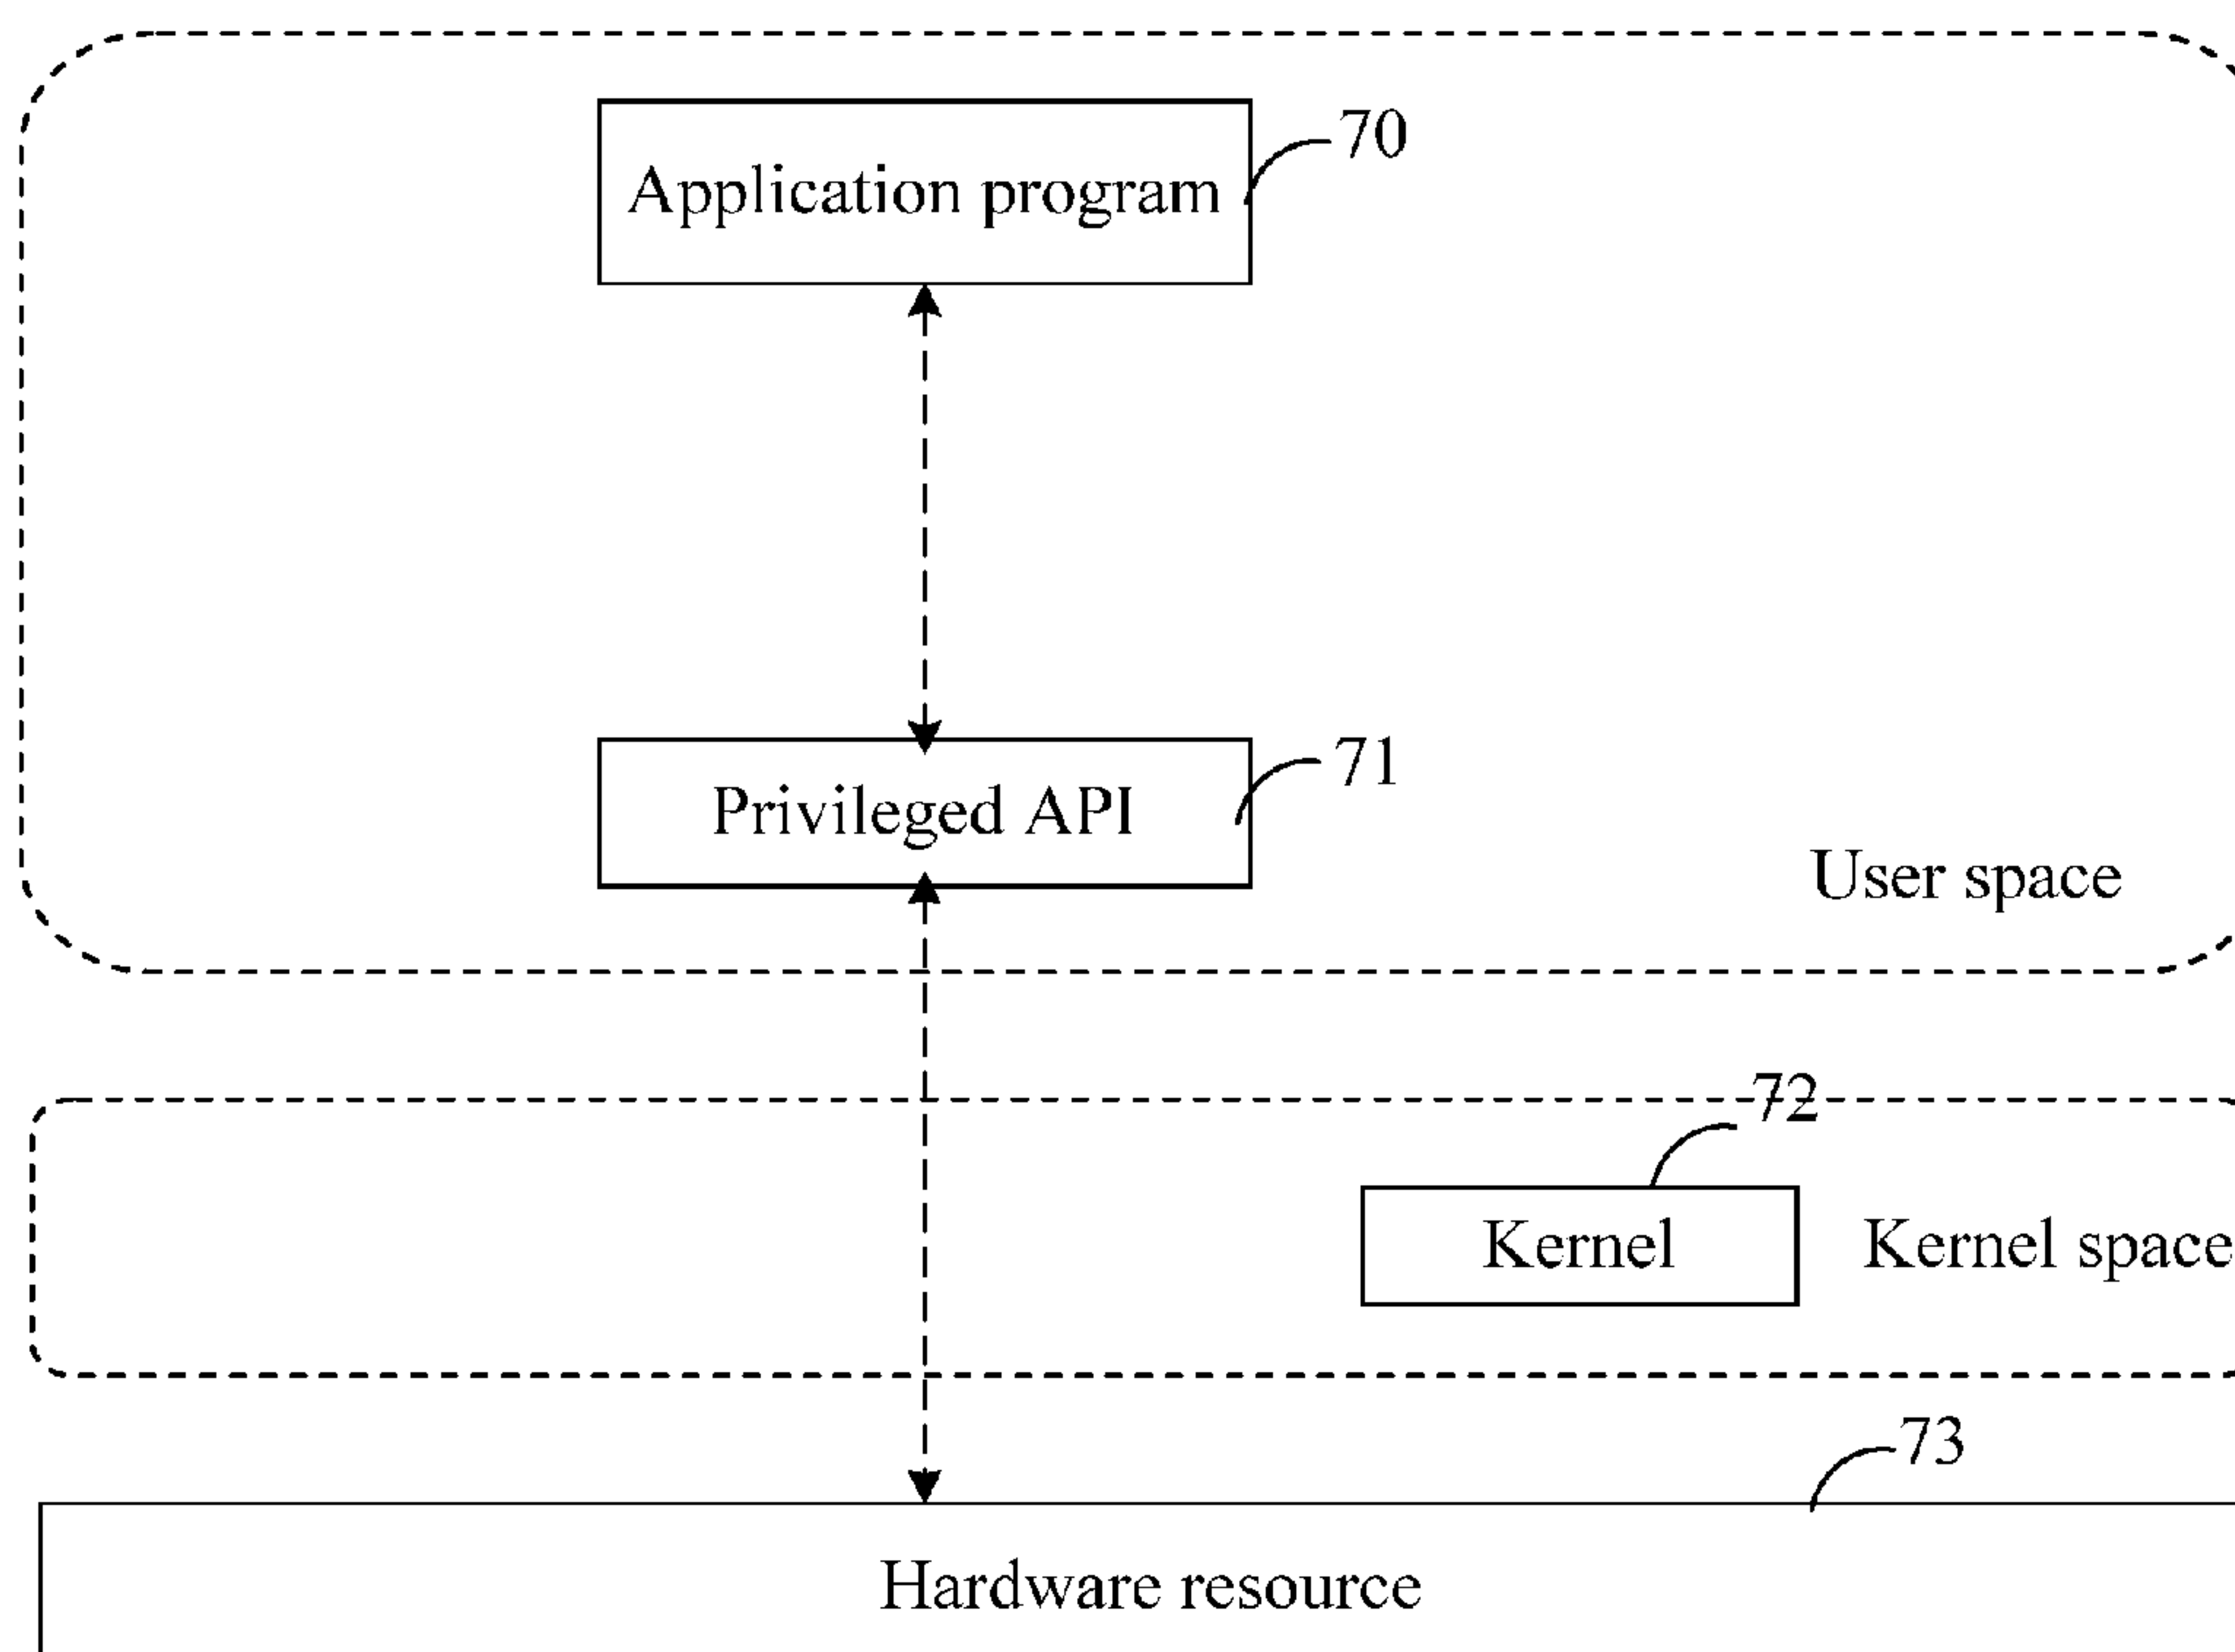 70
Application program
71
Privileged API
User space
72
Kernel
Kernel space
73
Hardware resource